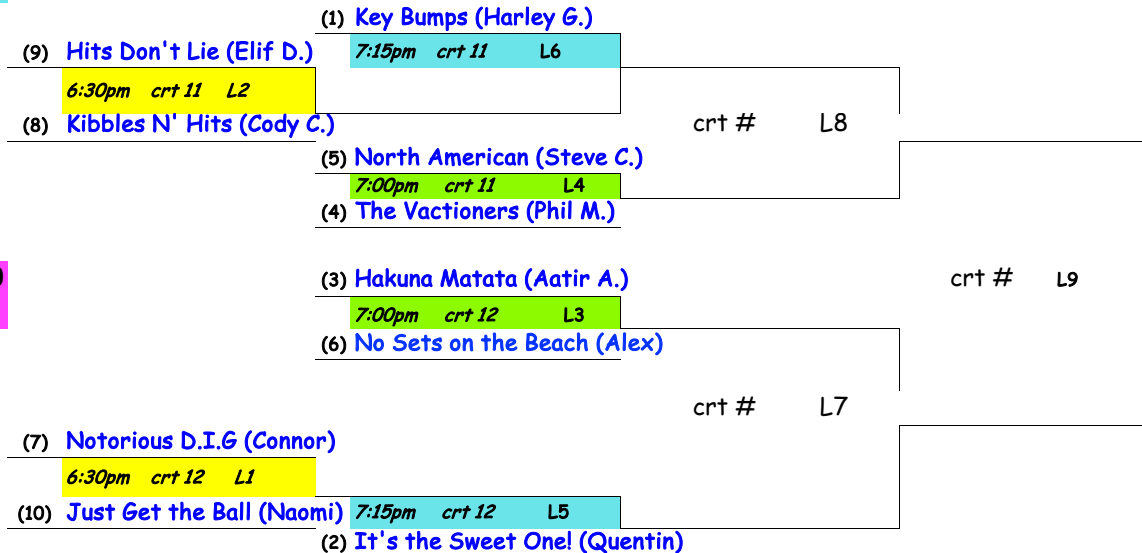 (1) Key Bumps (Harley G.)
(9) Hits Don't Lie (Elif D.)
7:15pm crt 11 L6
6:30pm crt 11 L2
(8) Kibbles N' Hits (Cody C.)
crt # L8
(5) North American (Steve C.)
7:00pm crt 11 L4
(4) The Vactioners (Phil M.)
(3) Hakuna Matata (Aatir A.)
crt # L9
7:00pm crt 12 L3
(6) No Sets on the Beach (Alex)
crt # L7
(7) Notorious D.I.G (Connor)
6:30pm crt 12 L1
(10) Just Get the Ball (Naomi)
7:15pm crt 12 L5
(2) It's the Sweet One! (Quentin)